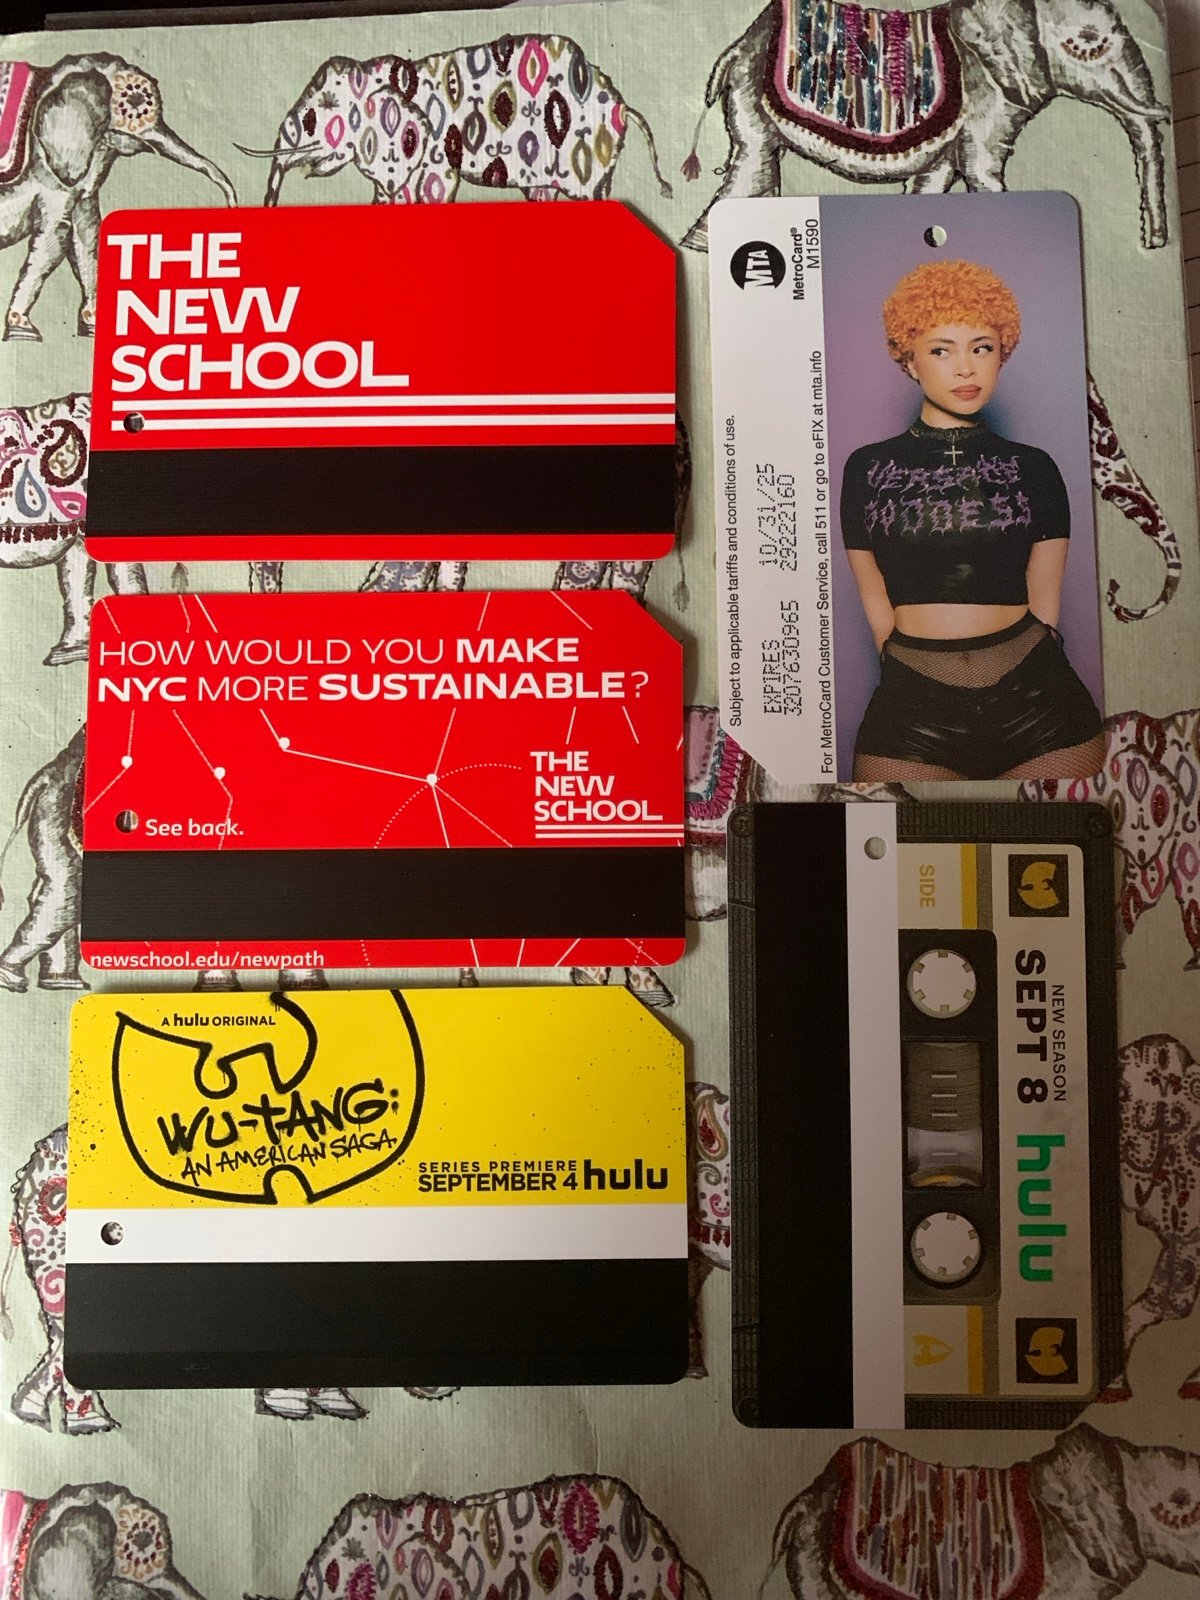 THE
NEW
SCHOOL
HOW WOULD YOU MAKE
NYC MORE SUSTAINABLE?
THE
NEW
SCHOOL
See back.
newschool.edu/newpath
A hulu ORIGINAL
WU-TANG:
AN AMERICAN SAGA
SERIES PREMIERE
SEPTEMBER 4 hulu
MTA
MetroCard®
M1590
Subject to applicable tariffs and conditions of use.
EXPIRES 10/31/25
3207630965 29222160
For MetroCard Customer Service, call 511 or go to eFIX at mta.info
VERSACE
GODDESS
NEW SEASON
SEPT 8 hulu
SIDE A